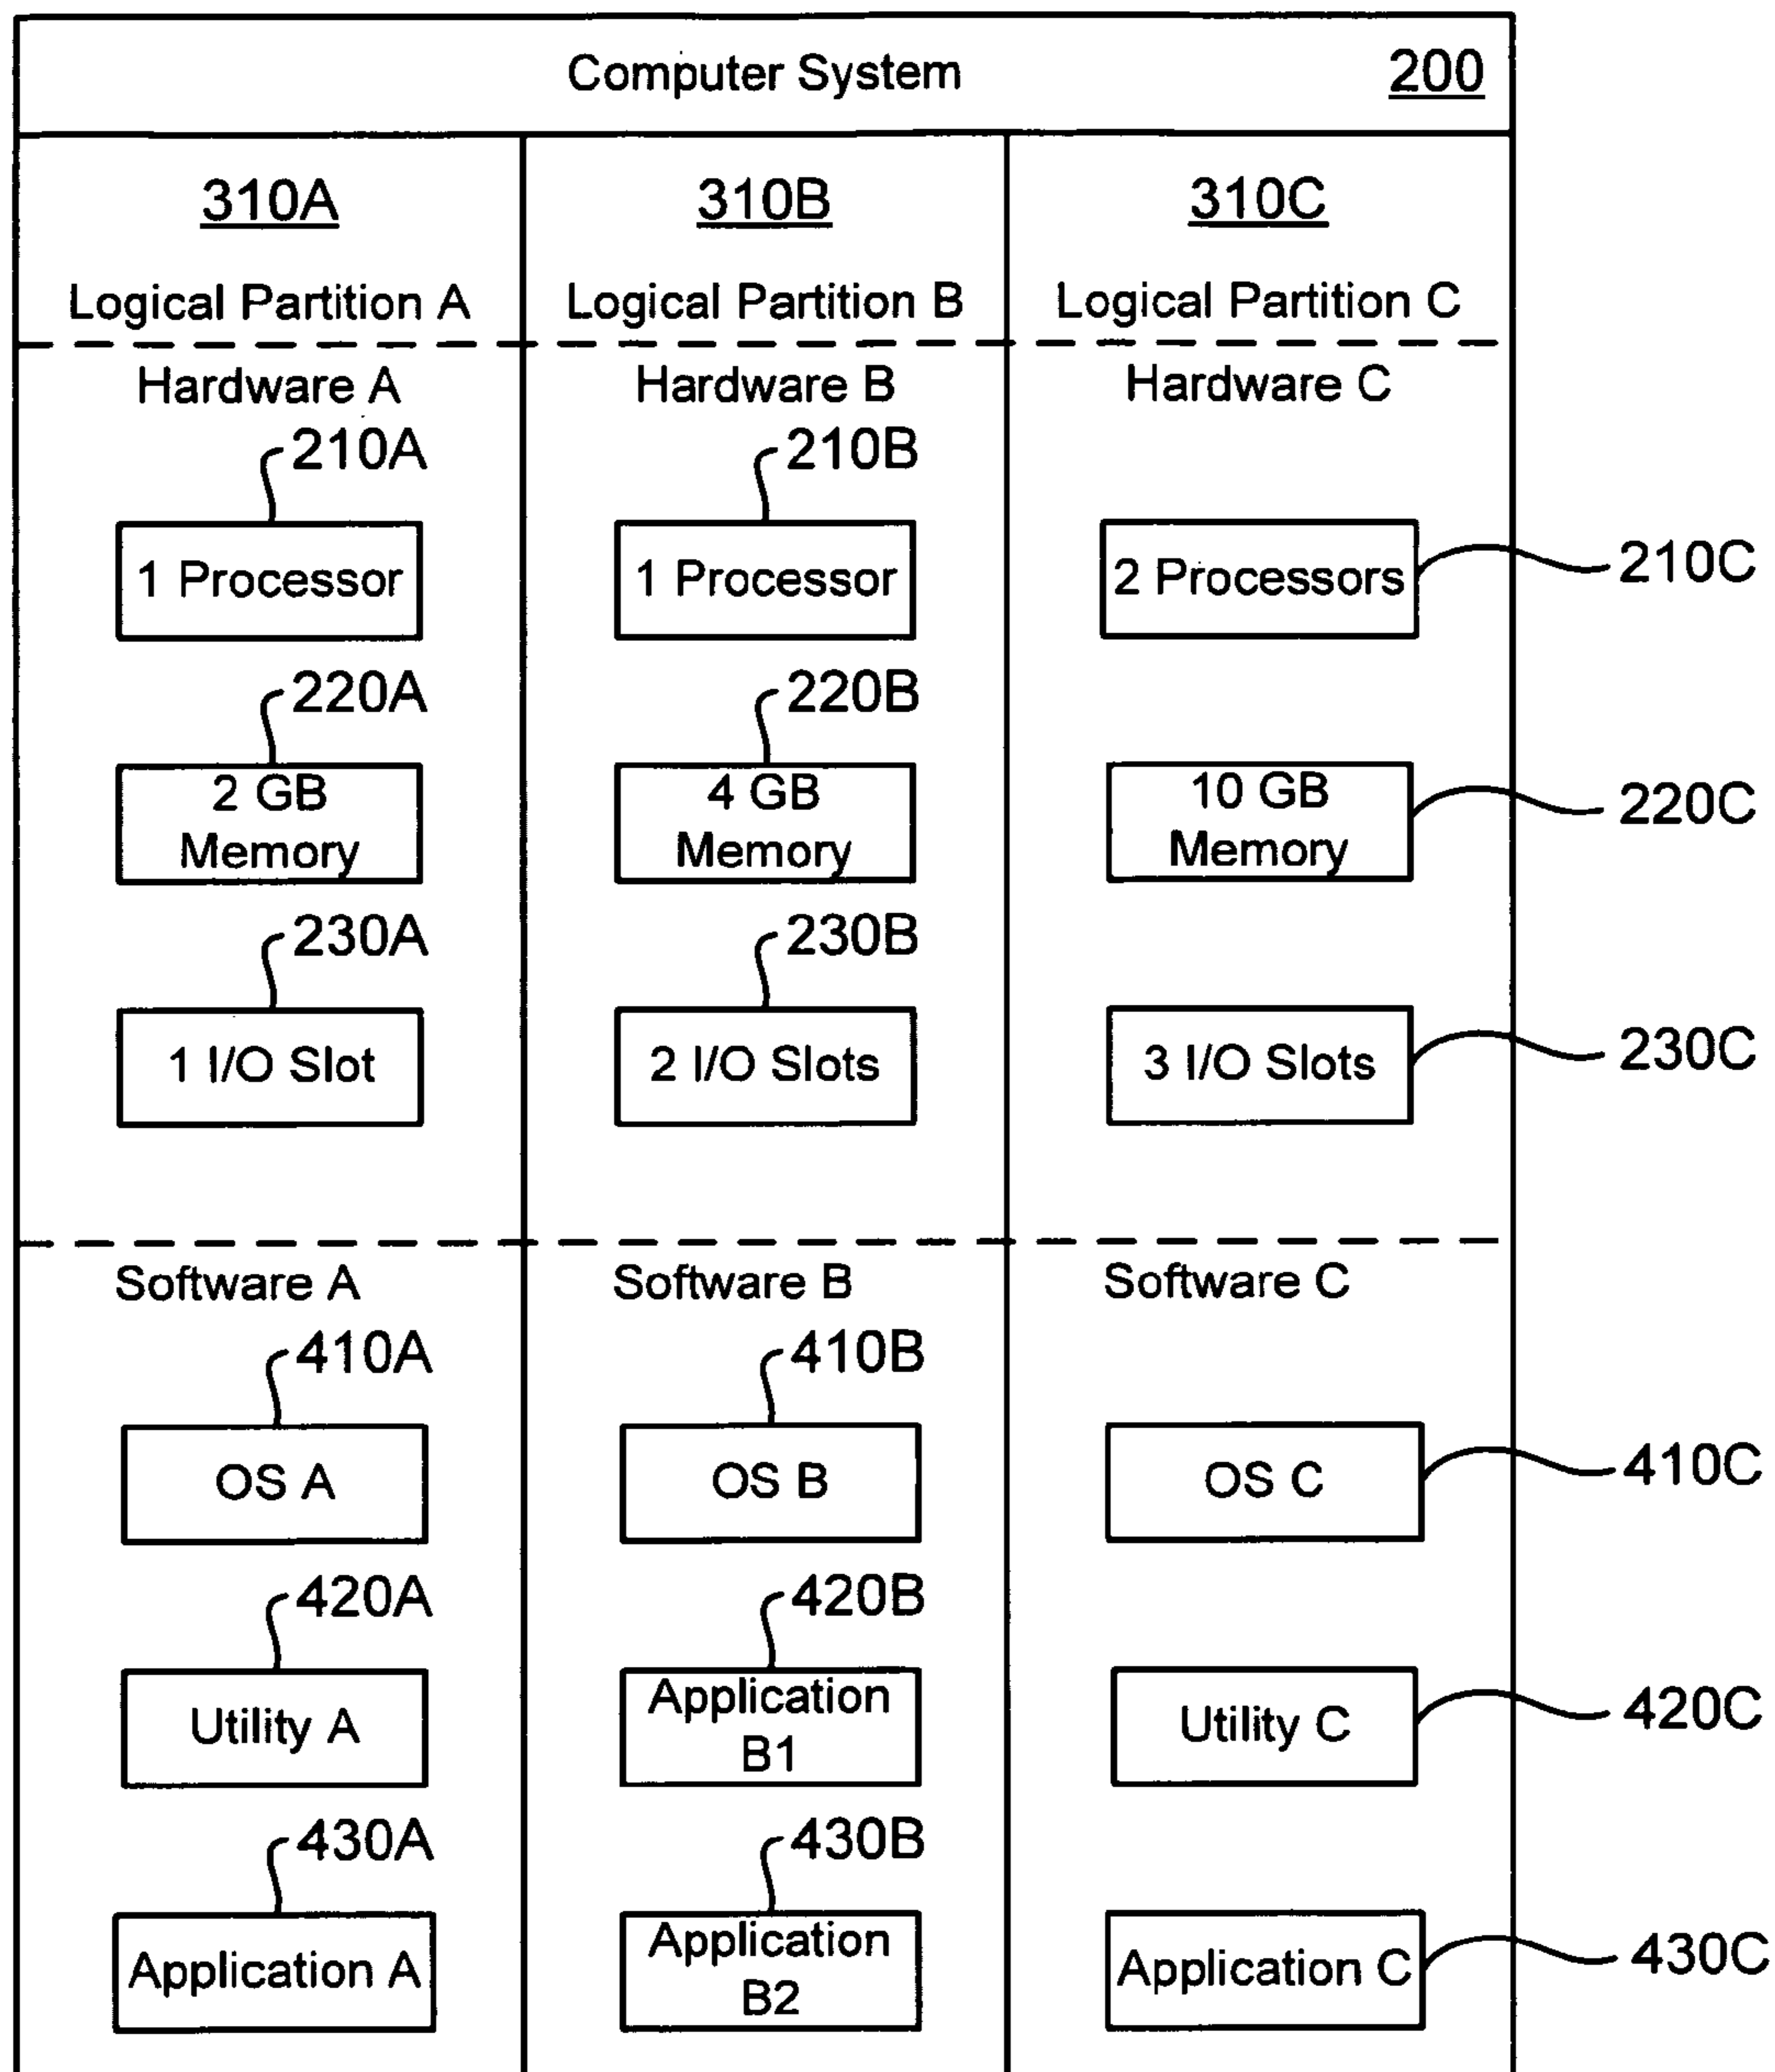 Computer System 200
310A 310B 310C
Logical Partition A Logical Partition B Logical Partition C
Hardware A Hardware B Hardware C
210A 210B
1 Processor 1 Processor 2 Processors 210C
220A 220B
2 GB 4 GB 10 GB
Memory Memory Memory 220C
230A 230B
1 I/O Slot 2 I/O Slots 3 I/O Slots 230C
Software A Software B Software C
410A 410B
OS A OS B OS C 410C
420A 420B
Utility A Application B1 Utility C 420C
430A 430B
Application A Application B2 Application C 430C